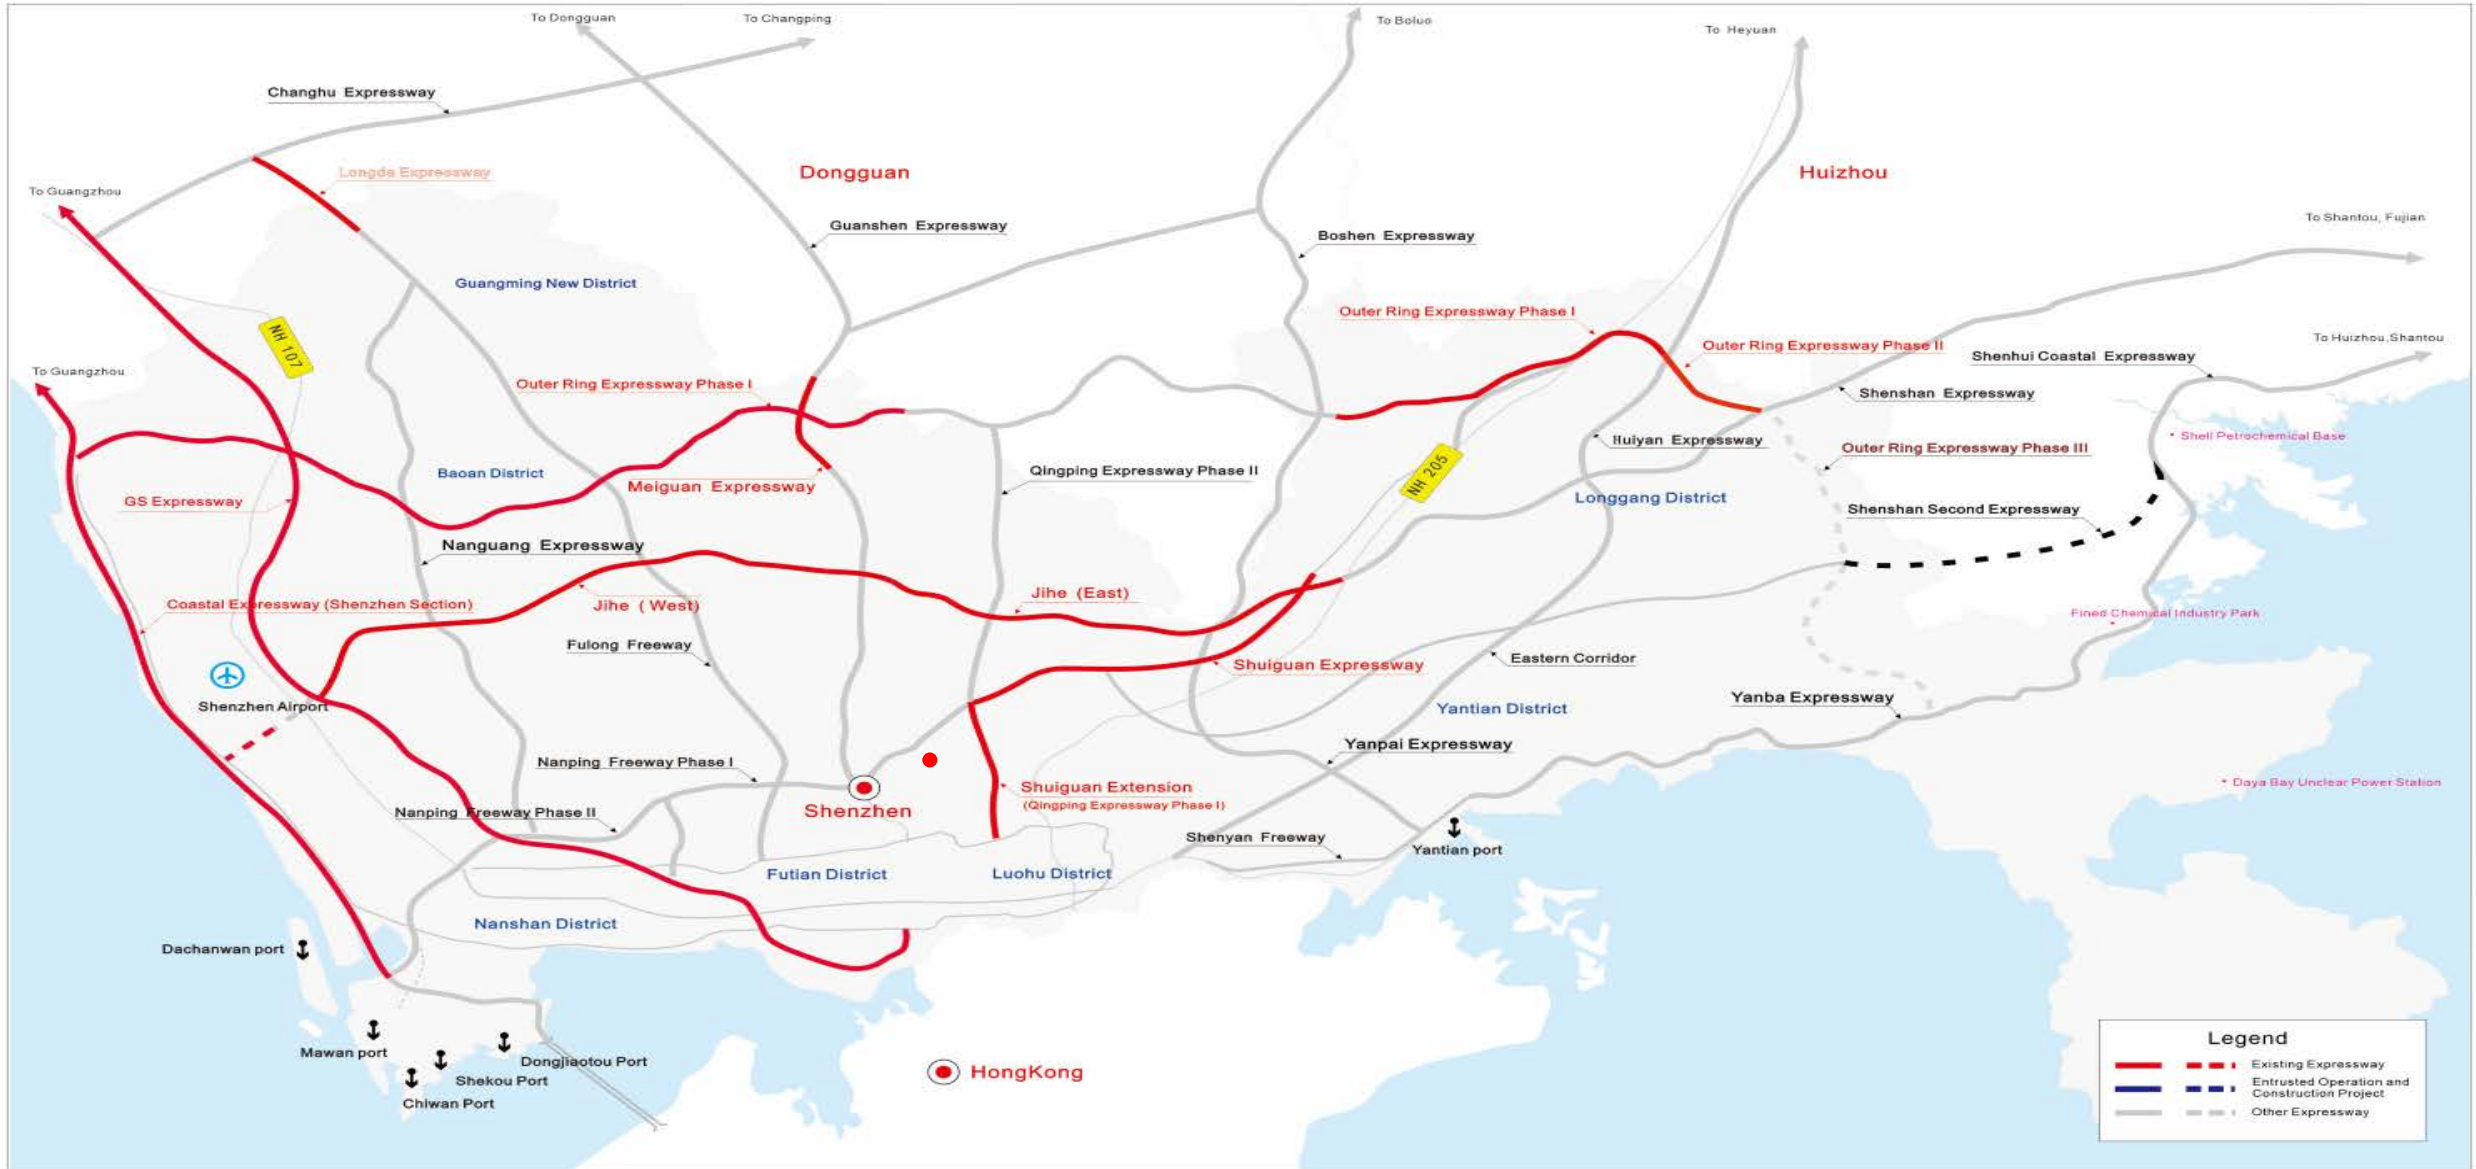 To Dongguan
To Changping
To Boluo
To Heyuan
Changhu Expressway
Longda Expressway
Dongguan
Huizhou
To Guangzhou
Guanshen Expressway
Boshen Expressway
To Shantou, Fujian
Guangming New District
Outer Ring Expressway Phase I
NH 107
Outer Ring Expressway Phase II
To Huizhou,Shantou
Shenhui Coastal Expressway
To Guangzhou
Outer Ring Expressway Phase I
Shenshan Expressway
Shell Petrochemical Base
Huiyan Expressway
Outer Ring Expressway Phase III
Baoan District
Qingping Expressway Phase II
NH 205
Meiguan Expressway
GS Expressway
Longgang District
Shenshan Second Expressway
Nanguang Expressway
Coastal Expressway (Shenzhen Section)
Jihe ( West)
Jihe (East)
Fined Chemical Industry Park
Fulong Freeway
Shuiguan Expressway
Eastern Corridor
Shenzhen Airport
Yantian District
Yanba Expressway
Yanpai Expressway
Nanping Freeway Phase I
Shuiguan Extension
(Qingping Expressway Phase I)
Daya Bay Unclear Power Station
Nanping Freeway Phase II
Shenzhen
Shenyan Freeway
Yantian port
Futian District
Luohu District
Nanshan District
Dachanwan port
Mawan port
Dongjiaotou Port
Shekou Port
Chiwan Port
HongKong
Legend
Existing Expressway
Entrusted Operation and
Construction Project
Other Expressway